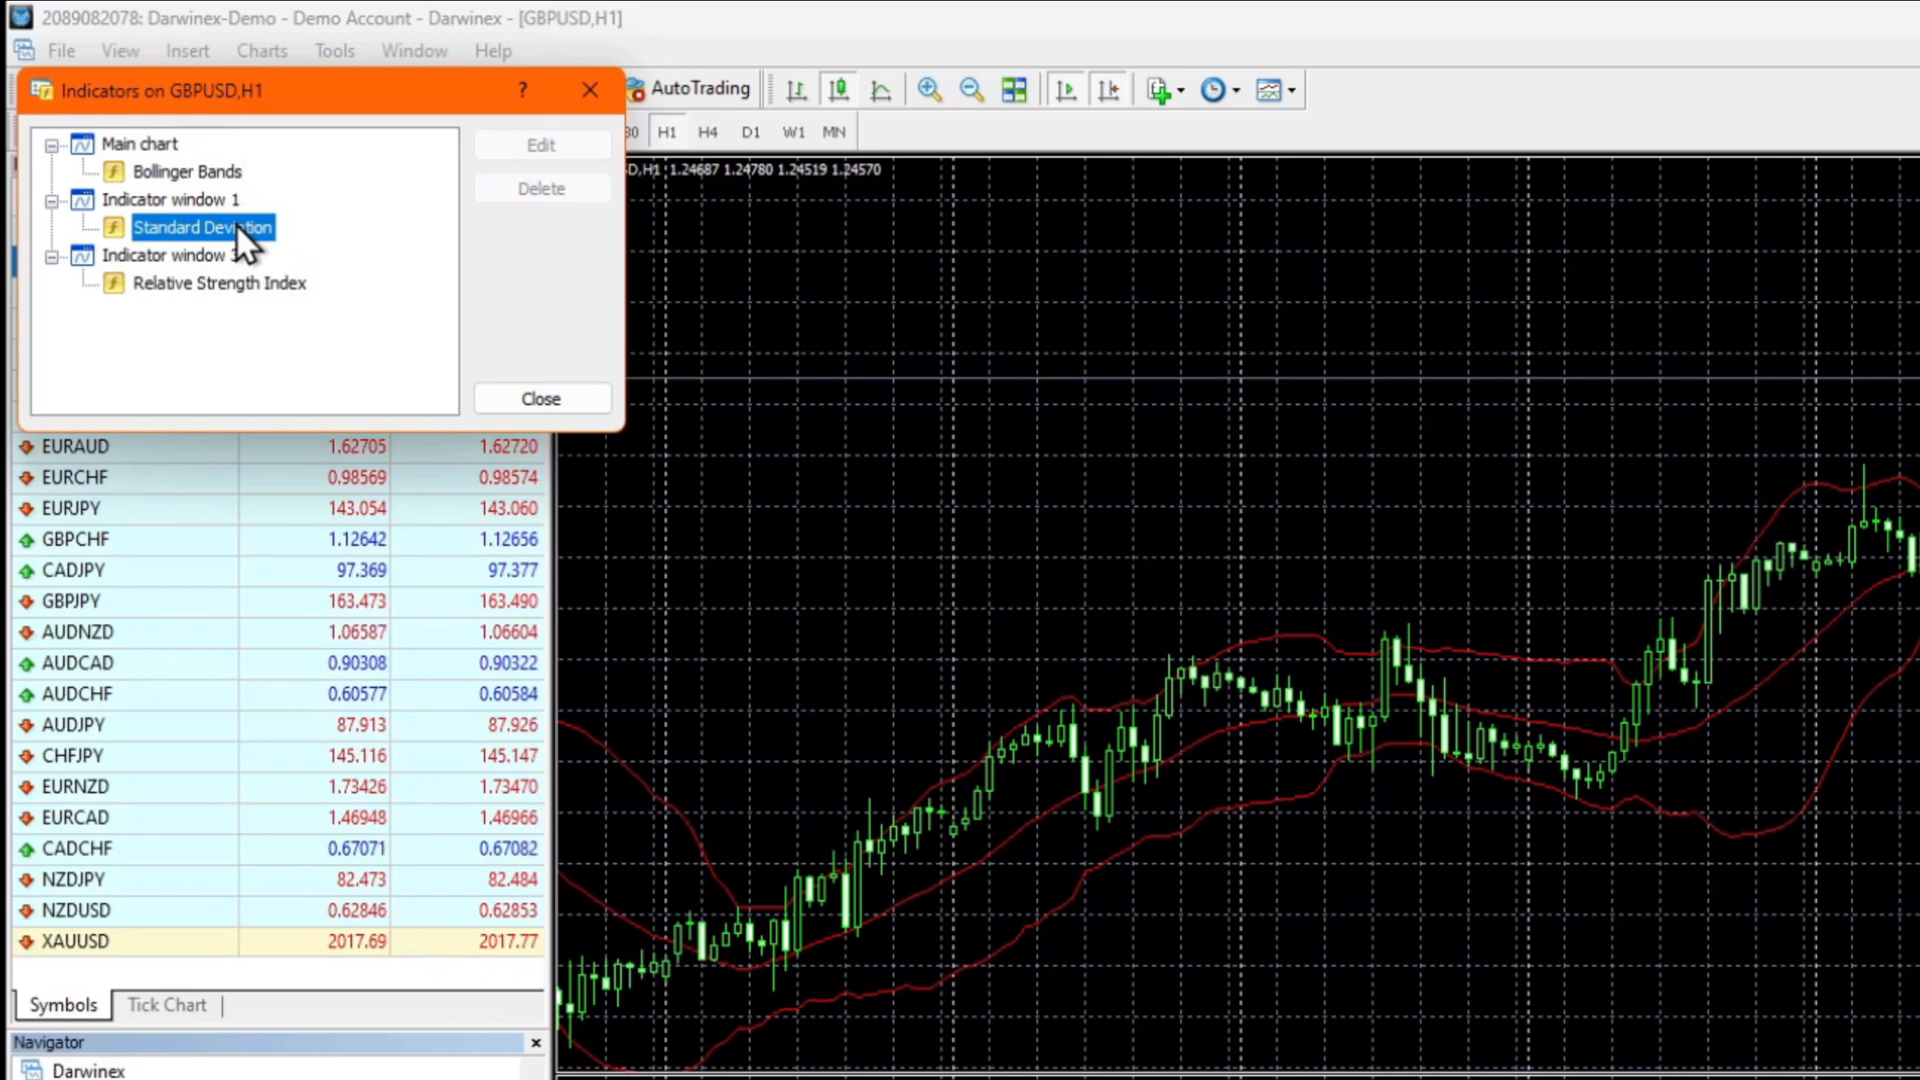 2089082078: Darwinex-Demo - Demo Account - Darwinex - [GBPUSD,H1]
File View Insert Charts Tools Window Help
Indicators on GBPUSD,H1 ?
AutoTrading
H1 H4 D1 W1 MN
Main chart
Bollinger Bands
Indicator window 1
Standard Deviation
Indicator window
Relative Strength Index
Edit
Delete
Close
D,H1 1.24687 1.24780 1.24519 1.24570
EURAUD 1.62705 1.62720
EURCHF 0.98569 0.98574
EURJPY 143.054 143.060
GBPCHF 1.12642 1.12656
CADJPY 97.369 97.377
GBPJPY 163.473 163.490
AUDNZD 1.06587 1.06604
AUDCAD 0.90308 0.90322
AUDCHF 0.60577 0.60584
AUDJPY 87.913 87.926
CHFJPY 145.116 145.147
EURNZD 1.73426 1.73470
EURCAD 1.46948 1.46966
CADCHF 0.67071 0.67082
NZDJPY 82.473 82.484
NZDUSD 0.62846 0.62853
XAUUSD 2017.69 2017.77
Symbols Tick Chart
Navigator
Darwinex